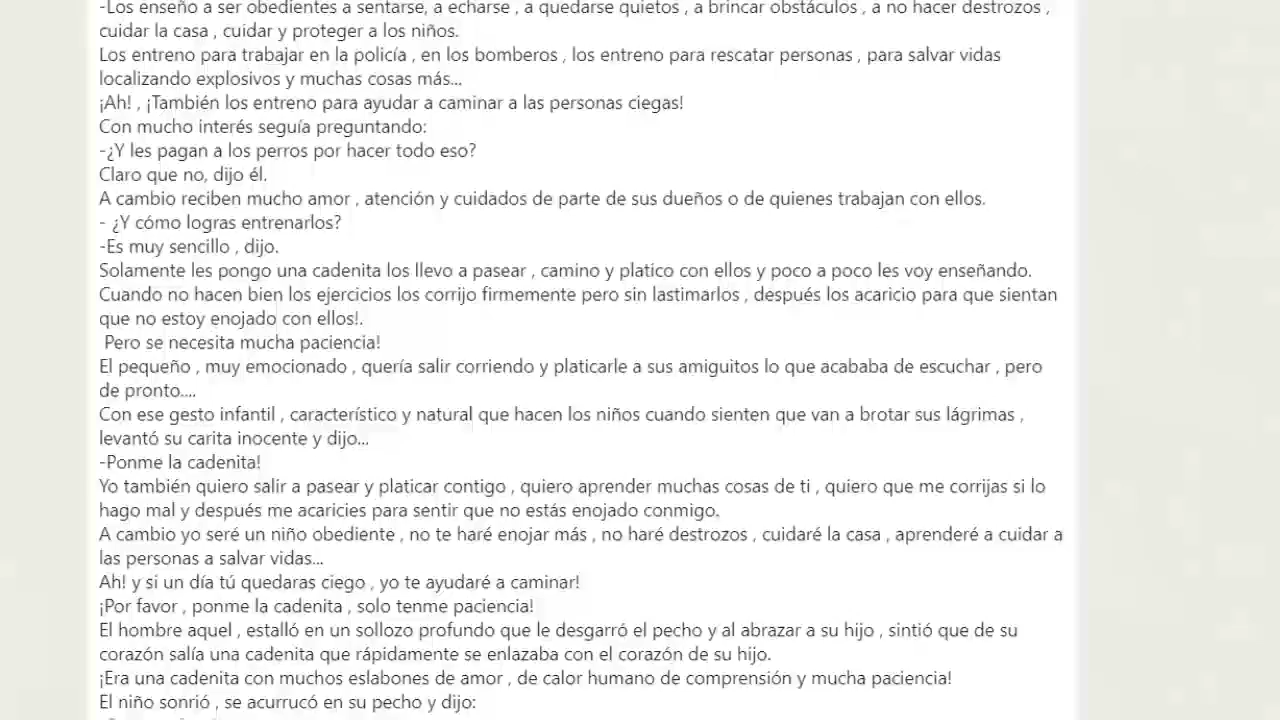 -Los enseño a ser obedientes a sentarse, a echarse , a quedarse quietos , a brincar obstáculos , a no hacer destrozos ,
cuidar la casa , cuidar y proteger a los niños.
Los entreno para trabajar en la policía , en los bomberos , los entreno para rescatar personas , para salvar vidas
localizando explosivos y muchas cosas más...
¡Ah! , ¡También los entreno para ayudar a caminar a las personas ciegas!
Con mucho interés seguía preguntando:
-¿Y les pagan a los perros por hacer todo eso?
Claro que no, dijo él.
A cambio reciben mucho amor , atención y cuidados de parte de sus dueños o de quienes trabajan con ellos.
- ¿Y cómo logras entrenarlos?
-Es muy sencillo , dijo.
Solamente les pongo una cadenita los llevo a pasear , camino y platico con ellos y poco a poco les voy enseñando.
Cuando no hacen bien los ejercicios los corrijo firmemente pero sin lastimarlos , después los acaricio para que sientan
que no estoy enojado con ellos!.
Pero se necesita mucha paciencia!
El pequeño , muy emocionado , quería salir corriendo y platicarle a sus amiguitos lo que acababa de escuchar , pero
de pronto....
Con ese gesto infantil , característico y natural que hacen los niños cuando sienten que van a brotar sus lágrimas ,
levantó su carita inocente y dijo...
-Ponme la cadenita!
Yo también quiero salir a pasear y platicar contigo , quiero aprender muchas cosas de ti , quiero que me corrijas si lo
hago mal y después me acaricies para sentir que no estás enojado conmigo.
A cambio yo seré un niño obediente , no te haré enojar más , no haré destrozos , cuidaré la casa , aprenderé a cuidar a
las personas a salvar vidas...
Ah! y si un día tú quedaras ciego , yo te ayudaré a caminar!
¡Por favor , ponme la cadenita , solo tenme paciencia!
El hombre aquel , estalló en un sollozo profundo que le desgarró el pecho y al abrazar a su hijo , sintió que de su
corazón salía una cadenita que rápidamente se enlazaba con el corazón de su hijo.
¡Era una cadenita con muchos eslabones de amor , de calor humano de comprensión y mucha paciencia!
El niño sonrió , se acurrucó en su pecho y dijo: